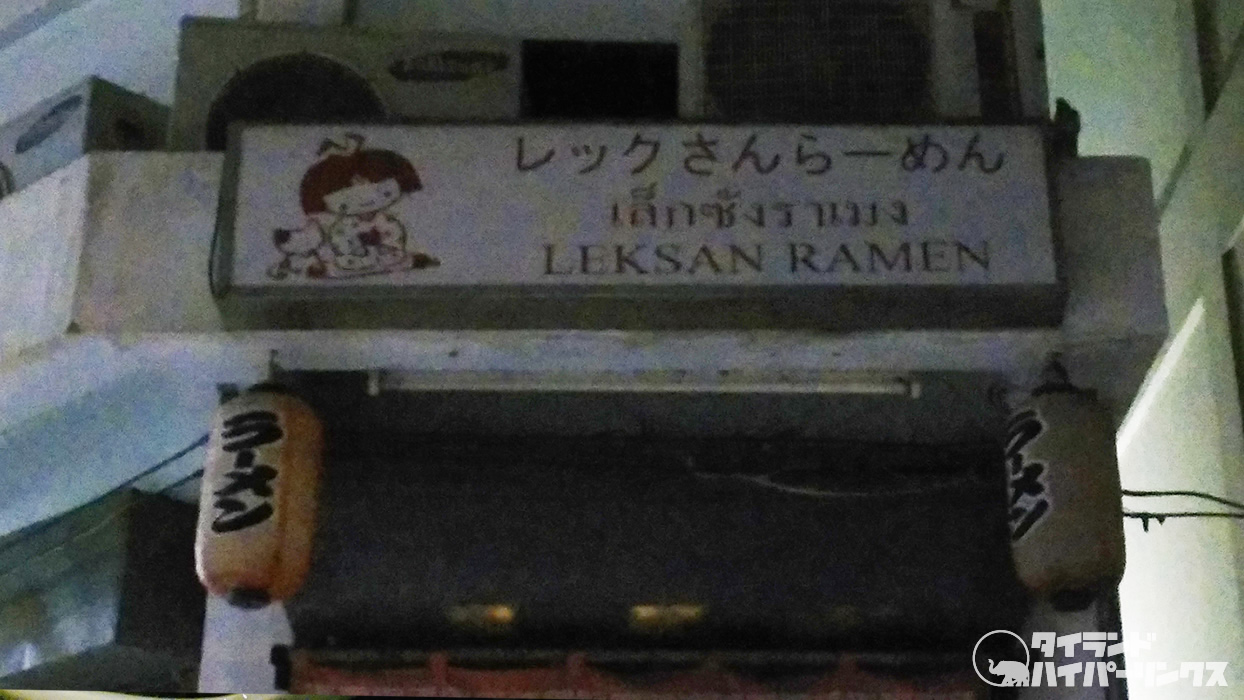 レックさんらーめん
เล็กซังราเมง
LEKSAN RAMEN
ラーメン
ラーメン
タイランド
ハイパーリンクス